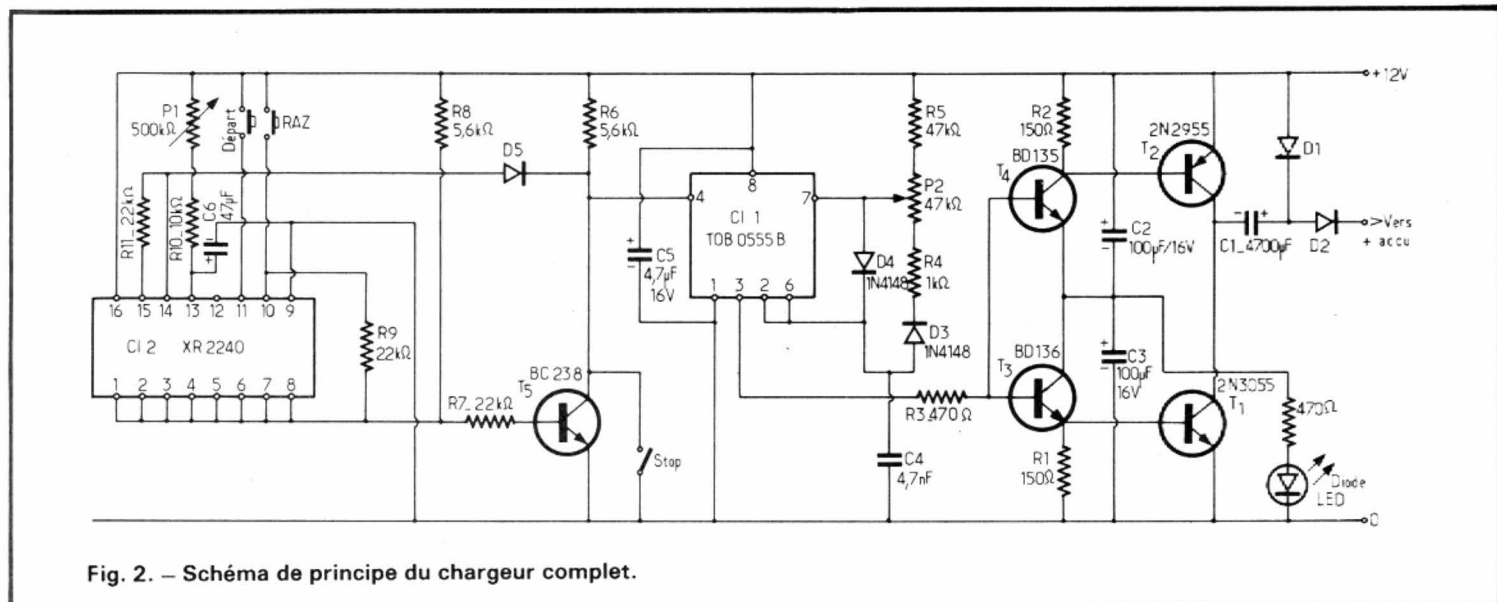 +12V
P1
500kΩ
Départ
RAZ
R8
5,6kΩ
R6
5,6kΩ
R5
47kΩ
R2
150Ω
2N2955
T2
D1
BD135
T4
D5
R11_22kΩ
R10_10kΩ
C6
47µF
4
8
7
CI 1
TOB 0555 B
P2
47kΩ
C1_4700µF
D2
>Vers
+ accu
C2
100µF/16V
C5
4,7µF
16V
1
3
2
6
D4
1N4148
R4
1kΩ
D3
1N4148
16
15
14
13
12
11
10
9
CI 2 XR 2240
R9
22kΩ
1
2
3
4
5
6
7
8
BD136
T3
C3
100µF
16V
2N3055
T1
470Ω
BC 238
T5
R7_22kΩ
R3_470Ω
Stop
C4
4,7nF
R1
150Ω
Diode
LED
0
Fig. 2. – Schéma de principe du chargeur complet.